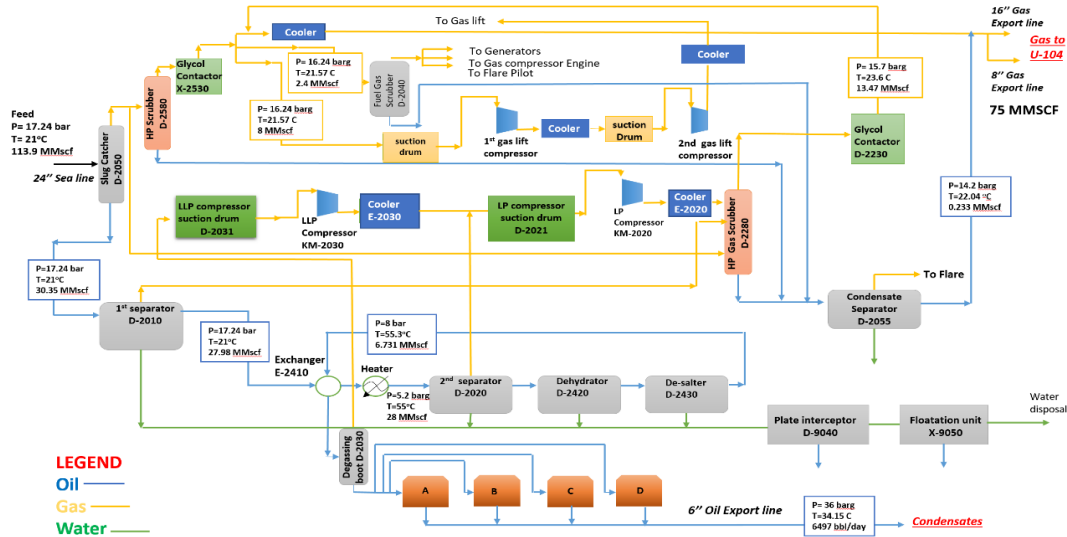 To Gas lift
16″ Gas
Export line
Gas to
U-104
8″ Gas
Export line
75 MMSCF
Cooler
Cooler
To Generators
To Gas compressor Engine
To Flare Pilot
Glycol
Contactor
X-2530
P= 16.24 barg
T=21.57 C
2.4 MMscf
Fuel Gas
Scrubber
D-2040
P= 15.7 barg
T=23.6 C
13.47 MMscf
HP Scrubber
D-2580
P= 16.24 barg
T=21.57 C
8 MMscf
Feed
P= 17.24 bar
T= 21°C
113.9 MMscf
24″ Sea line
Slug Catcher
D-2050
suction
drum
1st gas lift
compressor
Cooler
suction
Drum
2nd gas lift
compressor
Glycol
Contactor
D-2230
LLP compressor
suction drum
D-2031
LLP
Compressor
KM-2030
Cooler
E-2030
LP compressor
suction drum
D-2021
LP
Compressor
KM-2020
Cooler
E-2020
HP Gas Scrubber
D-2280
P=14.2 barg
T=22.04 °C
0.233 MMscf
P=17.24 bar
T=21°C
30.35 MMscf
1st separator
D-2010
P=17.24 bar
T=21°C
27.98 MMscf
To Flare
Condensate
Separator
D-2055
P=8 bar
T=55.3°C
6.731 MMscf
Exchanger
E-2410
Heater
P=5.2 barg
T=55°C
28 MMscf
2nd separator
D-2020
Dehydrator
D-2420
De-salter
D-2430
Plate interceptor
D-9040
Floatation unit
X-9050
Water
disposal
Degassing
boot D-2030
LEGEND
Oil
Gas
Water
A
B
C
D
6″ Oil Export line
P= 36 barg
T=34.15 C
6497 bbl/day
Condensates